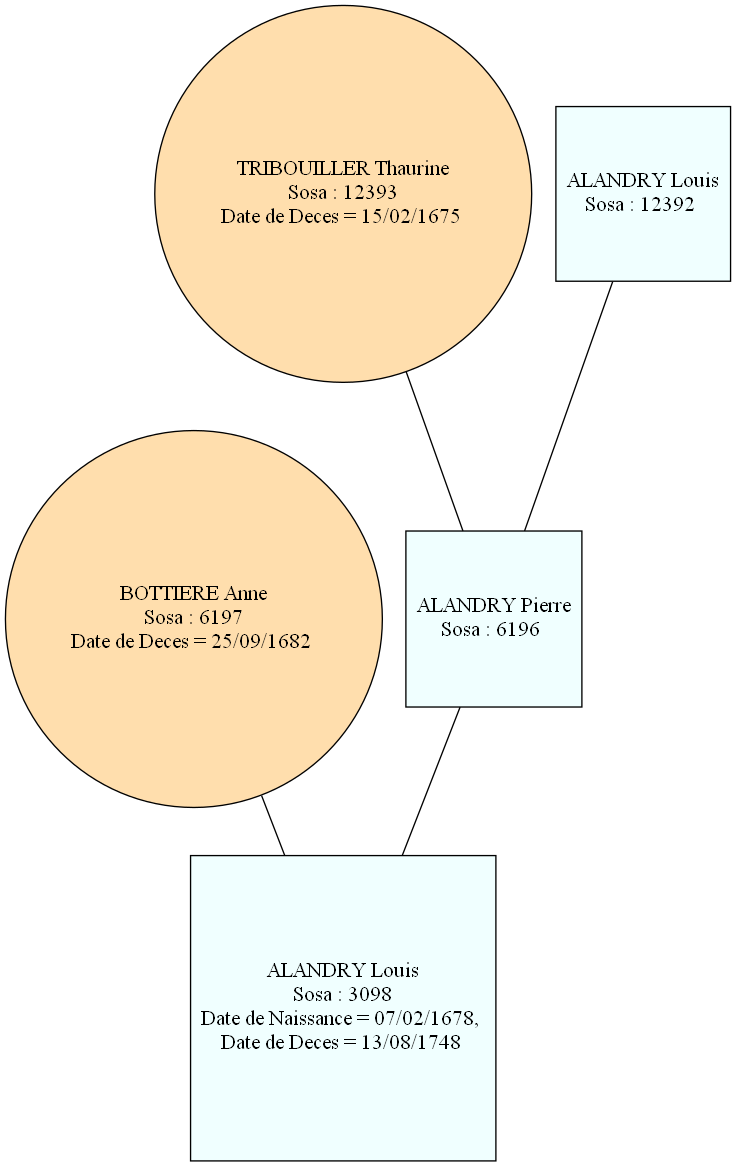 TRIBOUILLER Thaurine
Sosa : 12393
Date de Deces = 15/02/1675
ALANDRY Louis
Sosa : 12392
BOTTIERE Anne
Sosa : 6197
Date de Deces = 25/09/1682
ALANDRY Pierre
Sosa : 6196
ALANDRY Louis
Sosa : 3098
Date de Naissance = 07/02/1678,
Date de Deces = 13/08/1748